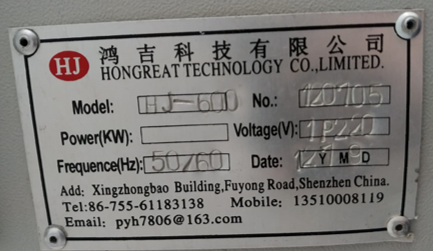 HJ 鸿吉科技有限公司
HONGREAT TECHNOLOGY CO.,LIMITED.
Model: HJ-600 No.: 120705
Power(KW): Voltage(V): 1P220
Frequence(Hz): 50/60 Date: Y M D
Add: Xingzhongbao Building,Fuyong Road,Shenzhen China.
Tel:86-755-61183138 Mobile: 13510008119
Email: pyh7806@163.com